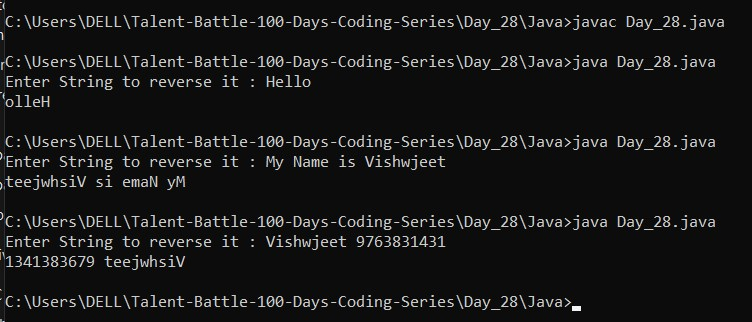 C:\Users\DELL\Talent-Battle-100-Days-Coding-Series\Day_28\Java>javac Day_28.java
C:\Users\DELL\Talent-Battle-100-Days-Coding-Series\Day_28\Java>java Day_28.java
Enter String to reverse it : Hello
olleH
C:\Users\DELL\Talent-Battle-100-Days-Coding-Series\Day_28\Java>java Day_28.java
Enter String to reverse it : My Name is Vishwjeet
teejwhsiV si emaN yM
C:\Users\DELL\Talent-Battle-100-Days-Coding-Series\Day_28\Java>java Day_28.java
Enter String to reverse it : Vishwjeet 9763831431
1341383679 teejwhsiV
C:\Users\DELL\Talent-Battle-100-Days-Coding-Series\Day_28\Java>